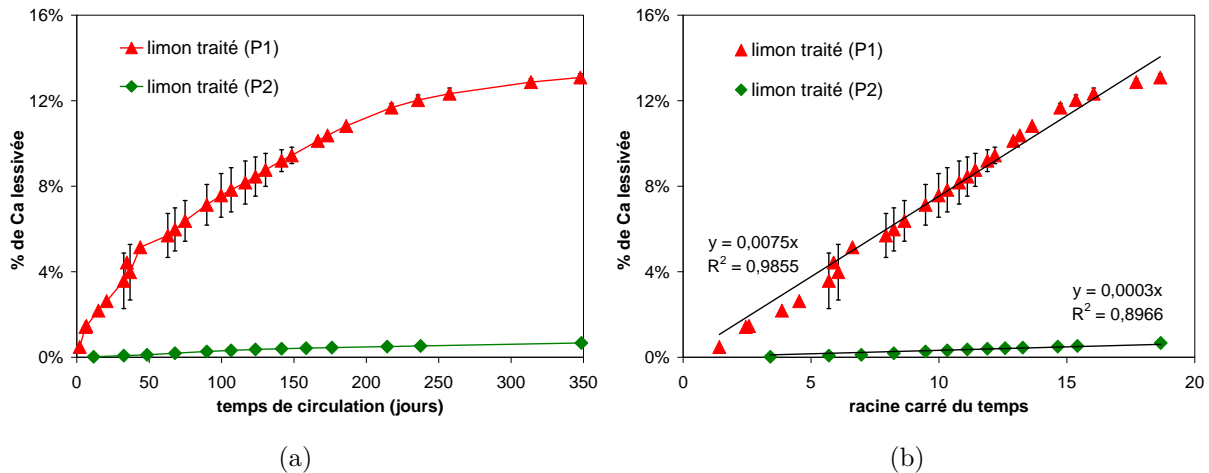 16%
12%
8%
4%
0%
% de Ca lessivée
limon traité (P1)
limon traité (P2)
0 50 100 150 200 250 300 350
temps de circulation (jours)
(a)
16%
12%
8%
4%
0%
% de Ca lessivée
limon traité (P1)
limon traité (P2)
y = 0,0075x
R² = 0,9855
y = 0,0003x
R² = 0,8966
0 5 10 15 20
racine carré du temps
(b)